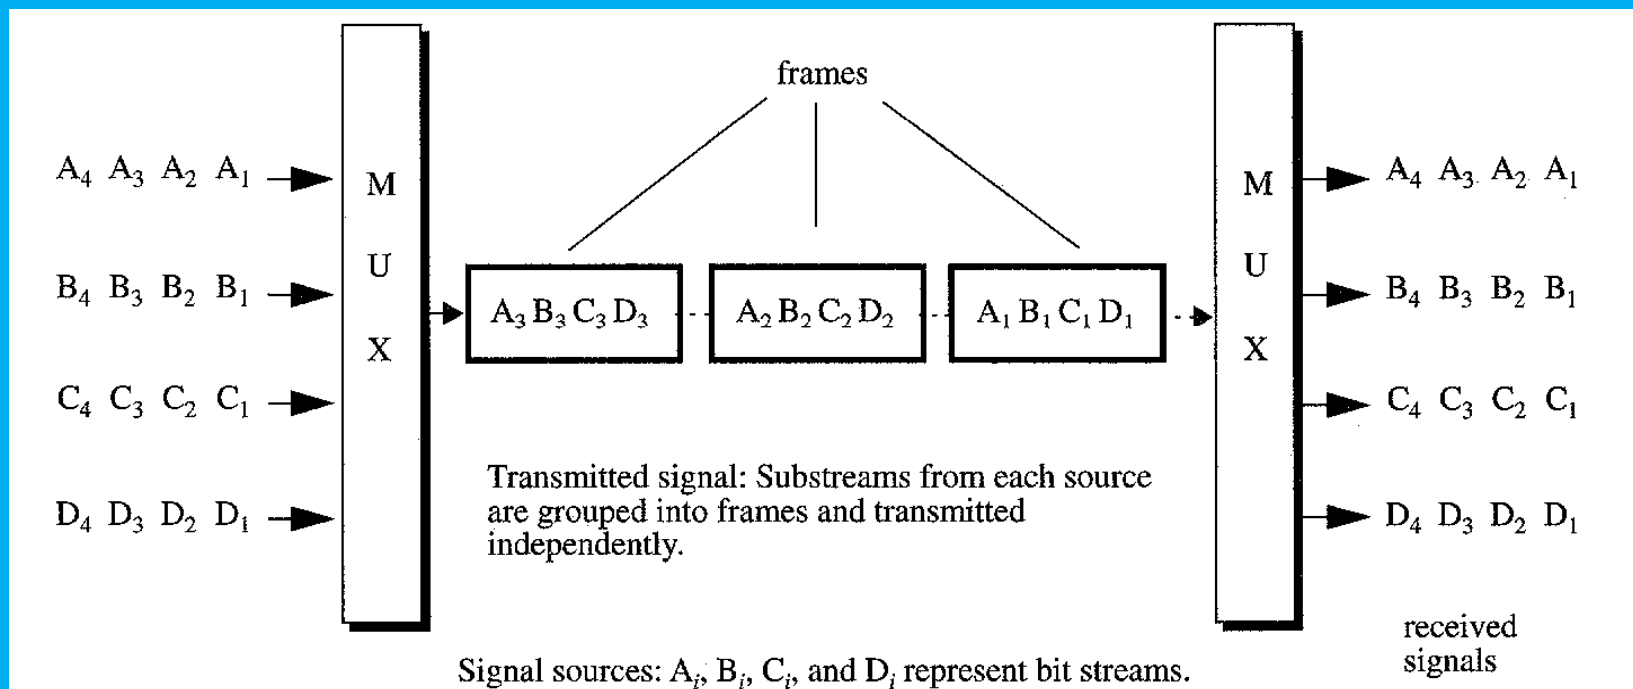 frames
A₄ A₃ A₂ A₁
M
M
A₄ A₃ A₂ A₁
B₄ B₃ B₂ B₁
U
U
B₄ B₃ B₂ B₁
A₃ B₃ C₃ D₃
A₂ B₂ C₂ D₂
A₁ B₁ C₁ D₁
X
X
C₄ C₃ C₂ C₁
C₄ C₃ C₂ C₁
D₄ D₃ D₂ D₁
D₄ D₃ D₂ D₁
Transmitted signal: Substreams from each source
are grouped into frames and transmitted
independently.
received
signals
Signal sources: Aᵢ, Bᵢ, Cᵢ, and Dᵢ represent bit streams.